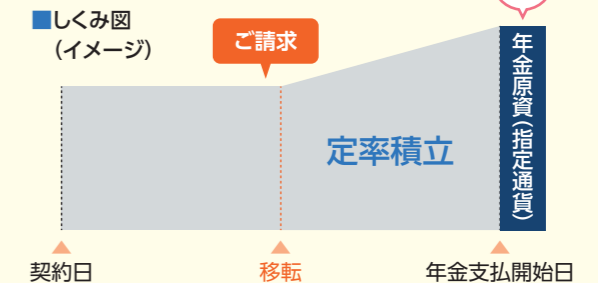 ■しくみ図
（イメージ）
ご請求
年金原資（指定通貨）
定率積立
契約日
移転
年金支払開始日